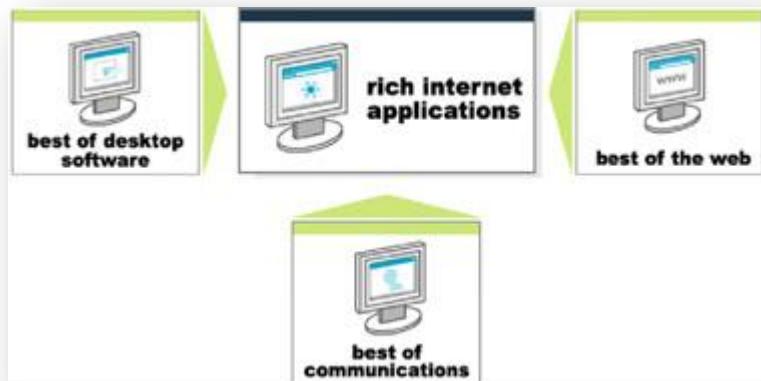 best of desktop
software
rich internet
applications
www
best of the web
best of
communications